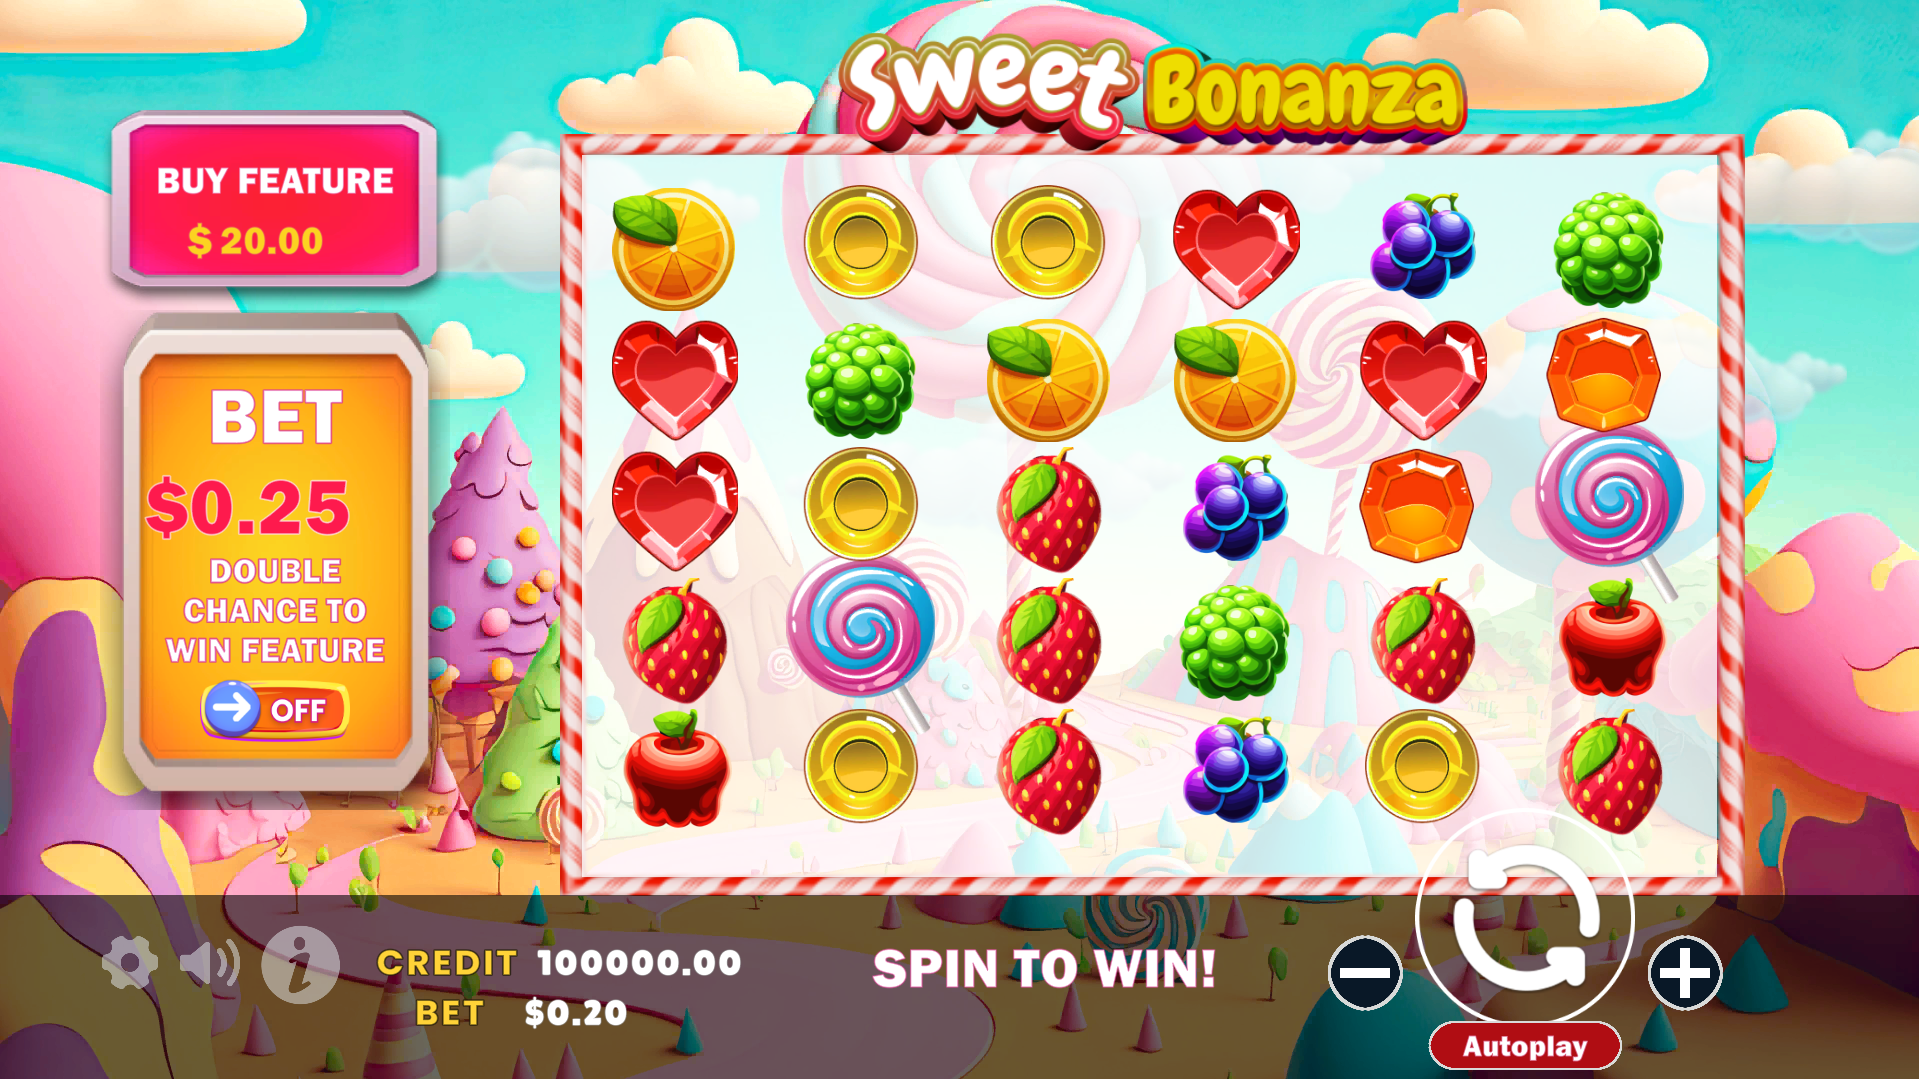 Sweet Bonanza
BUY FEATURE
$ 20.00
BET
$0.25
DOUBLE
CHANCE TO
WIN FEATURE
OFF
CREDIT 100000.00
BET $0.20
SPIN TO WIN!
Autoplay